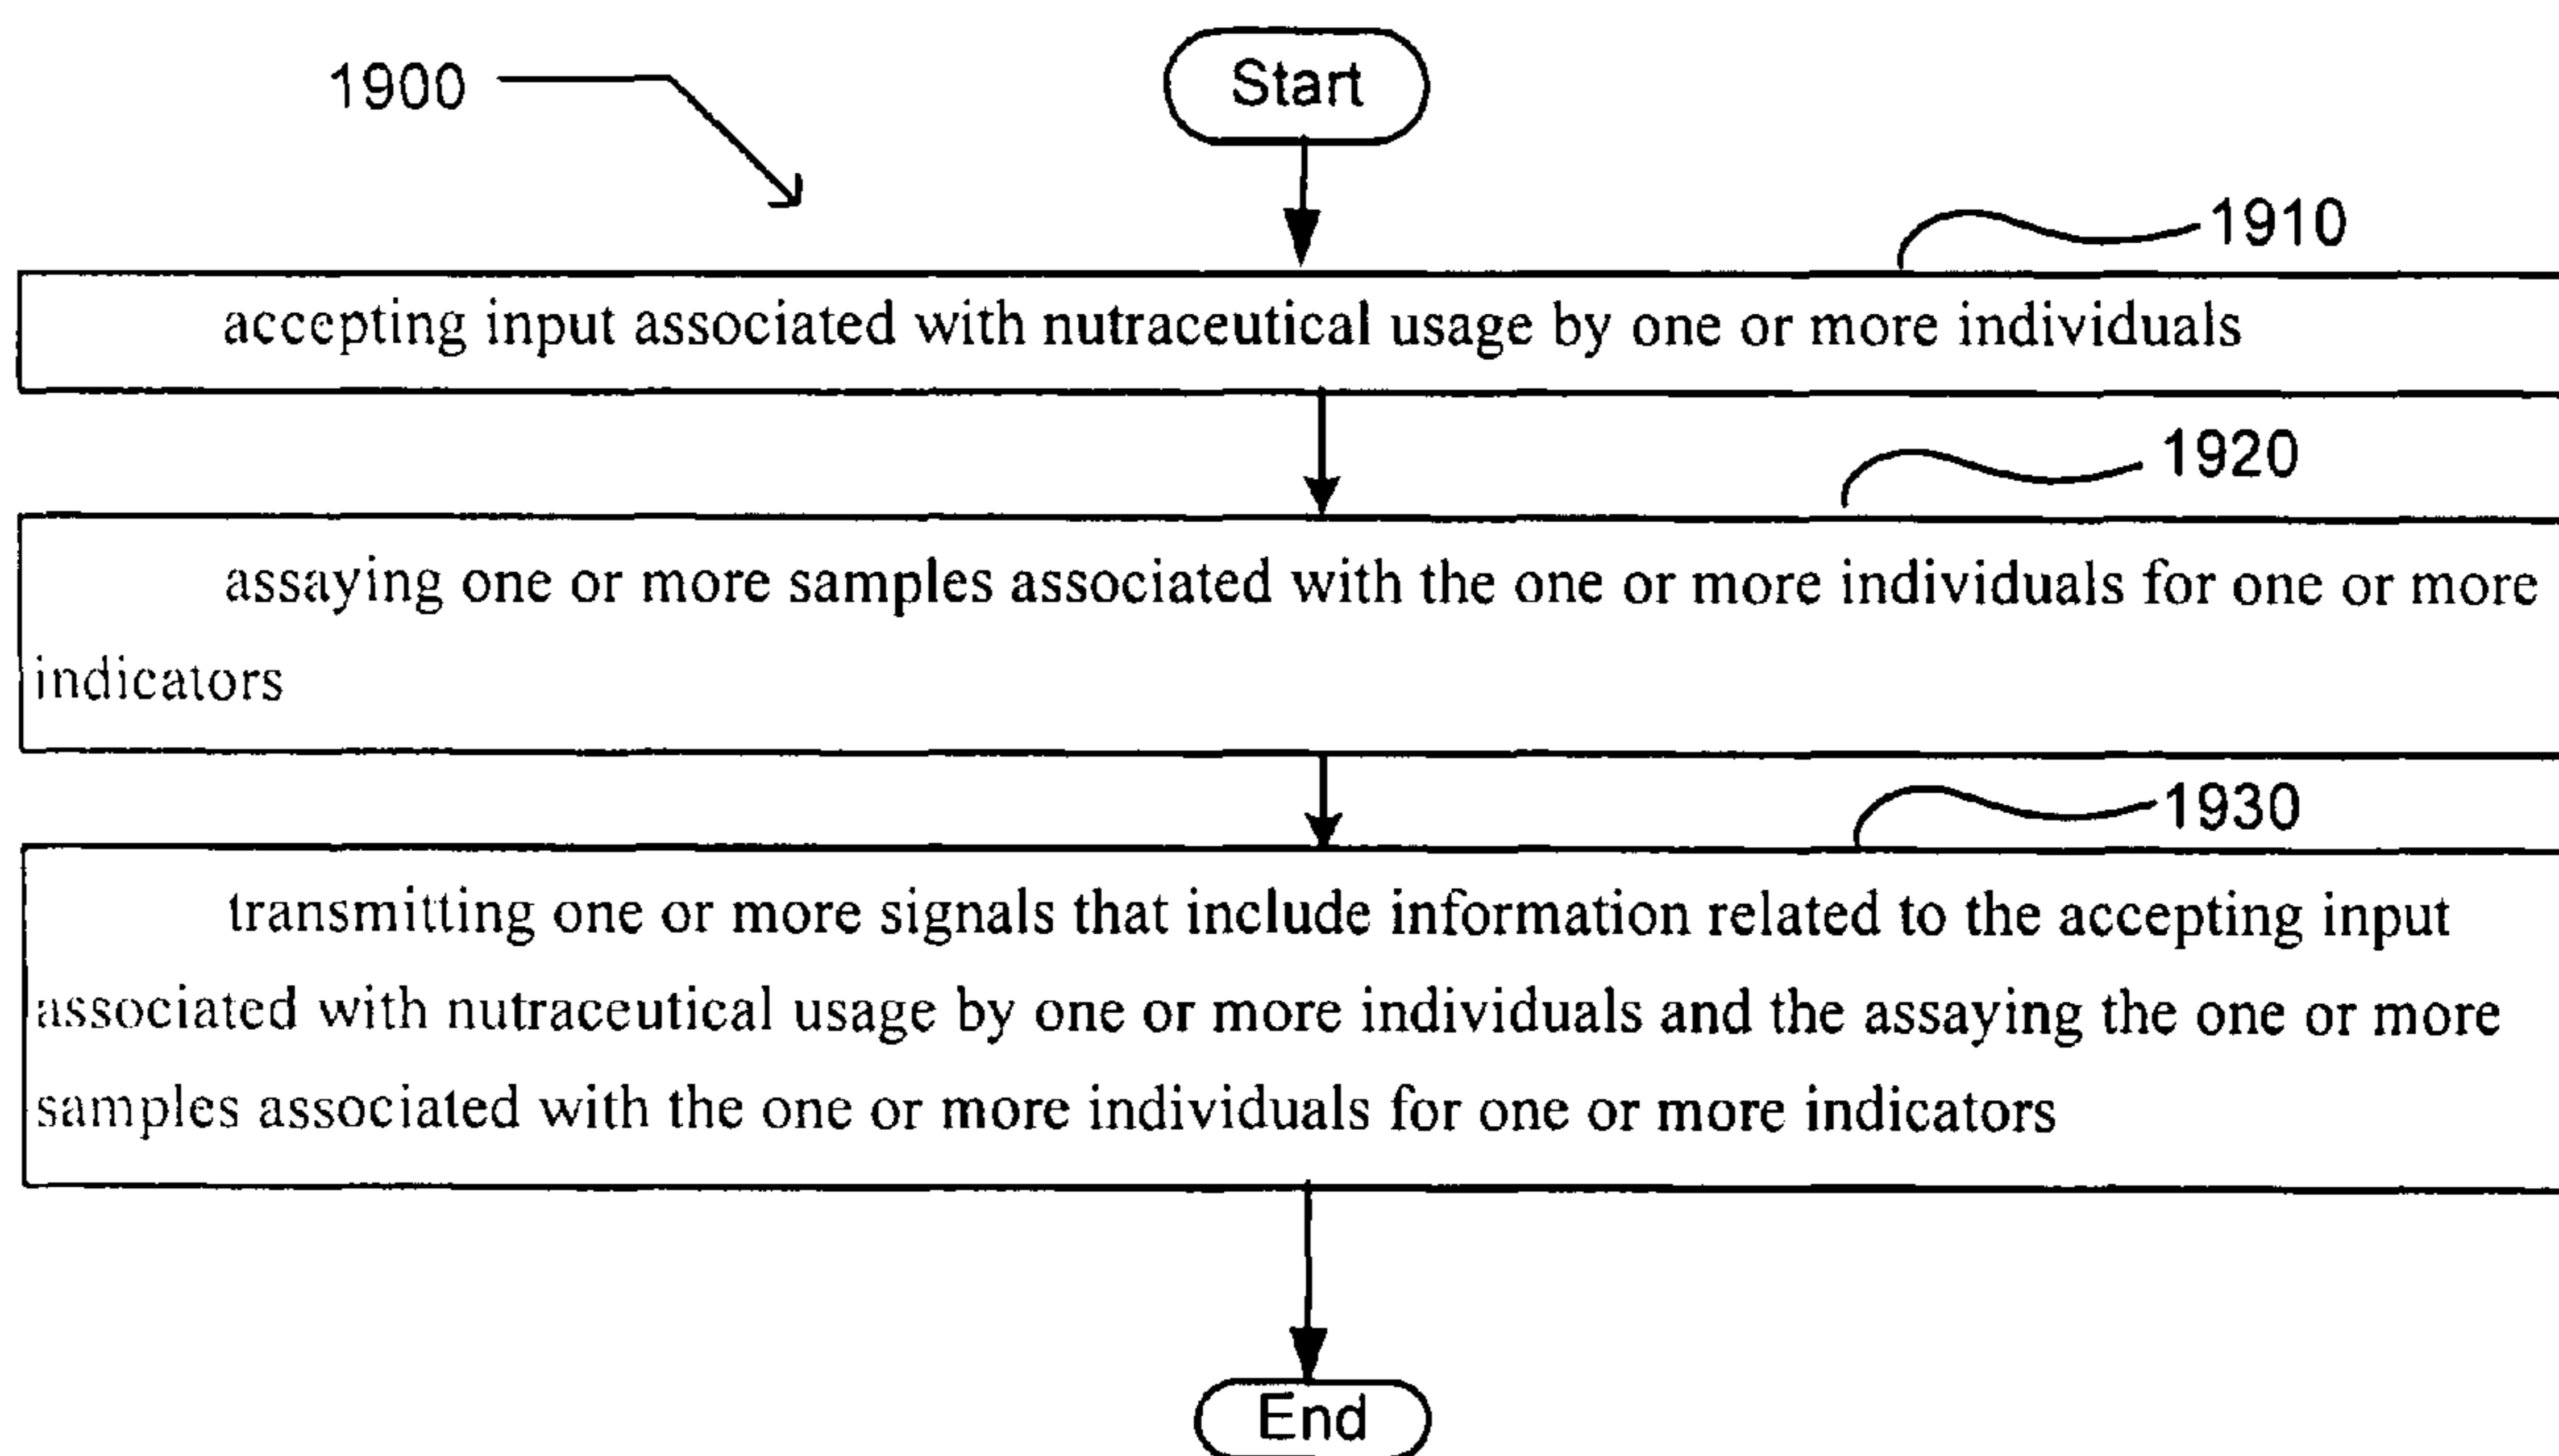 1900
Start
1910
accepting input associated with nutraceutical usage by one or more individuals
1920
assaying one or more samples associated with the one or more individuals for one or more
indicators
1930
transmitting one or more signals that include information related to the accepting input
associated with nutraceutical usage by one or more individuals and the assaying the one or more
samples associated with the one or more individuals for one or more indicators
End